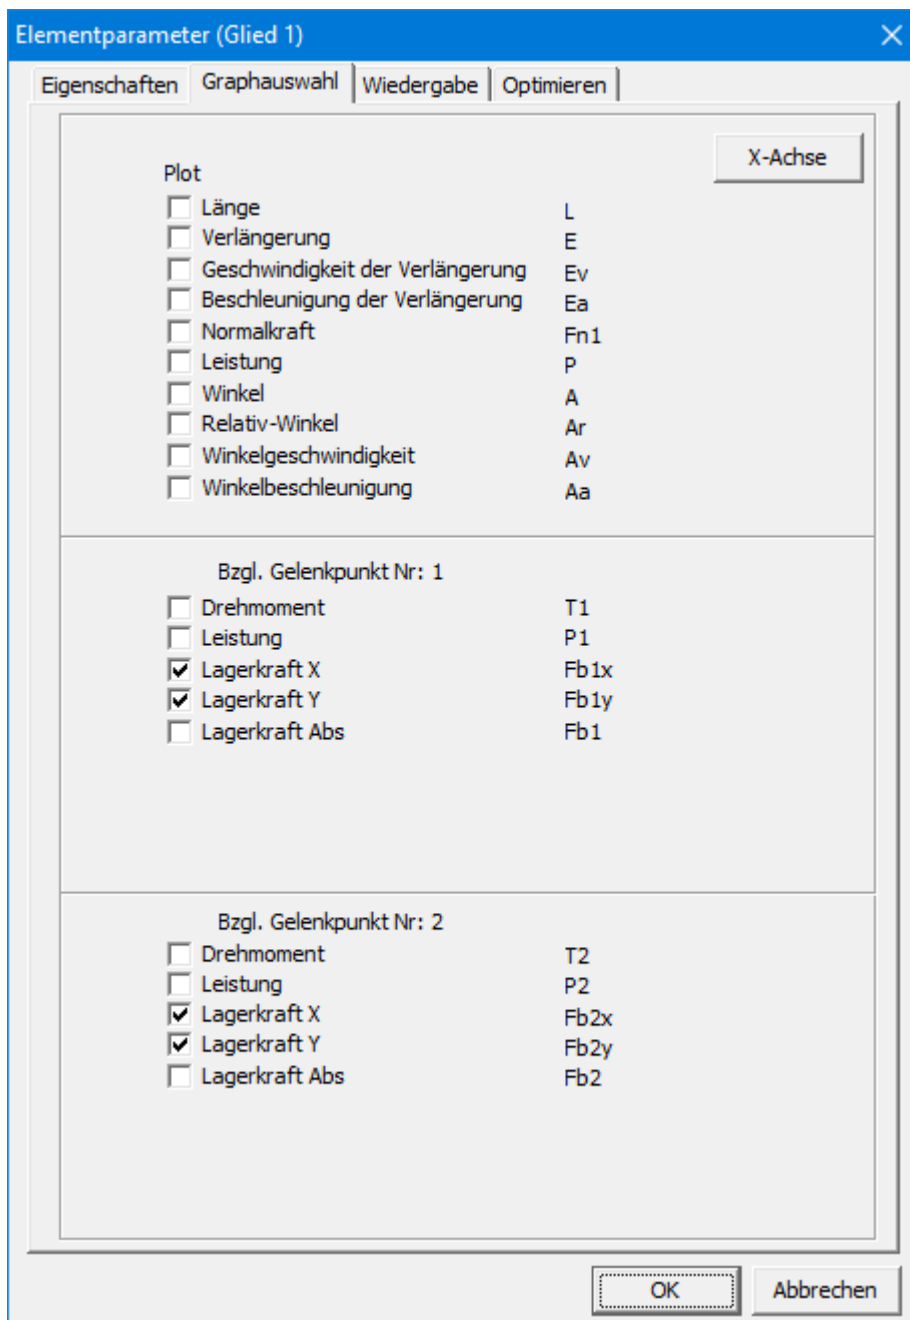 Elementparameter (Glied 1)
Eigenschaften Graphauswahl Wiedergabe Optimieren
X-Achse
Plot
Länge L
Verlängerung E
Geschwindigkeit der Verlängerung Ev
Beschleunigung der Verlängerung Ea
Normalkraft Fn1
Leistung P
Winkel A
Relativ-Winkel Ar
Winkelgeschwindigkeit Av
Winkelbeschleunigung Aa
Bzgl. Gelenkpunkt Nr: 1
Drehmoment T1
Leistung P1
Lagerkraft X Fb1x
Lagerkraft Y Fb1y
Lagerkraft Abs Fb1
Bzgl. Gelenkpunkt Nr: 2
Drehmoment T2
Leistung P2
Lagerkraft X Fb2x
Lagerkraft Y Fb2y
Lagerkraft Abs Fb2
OK Abbrechen